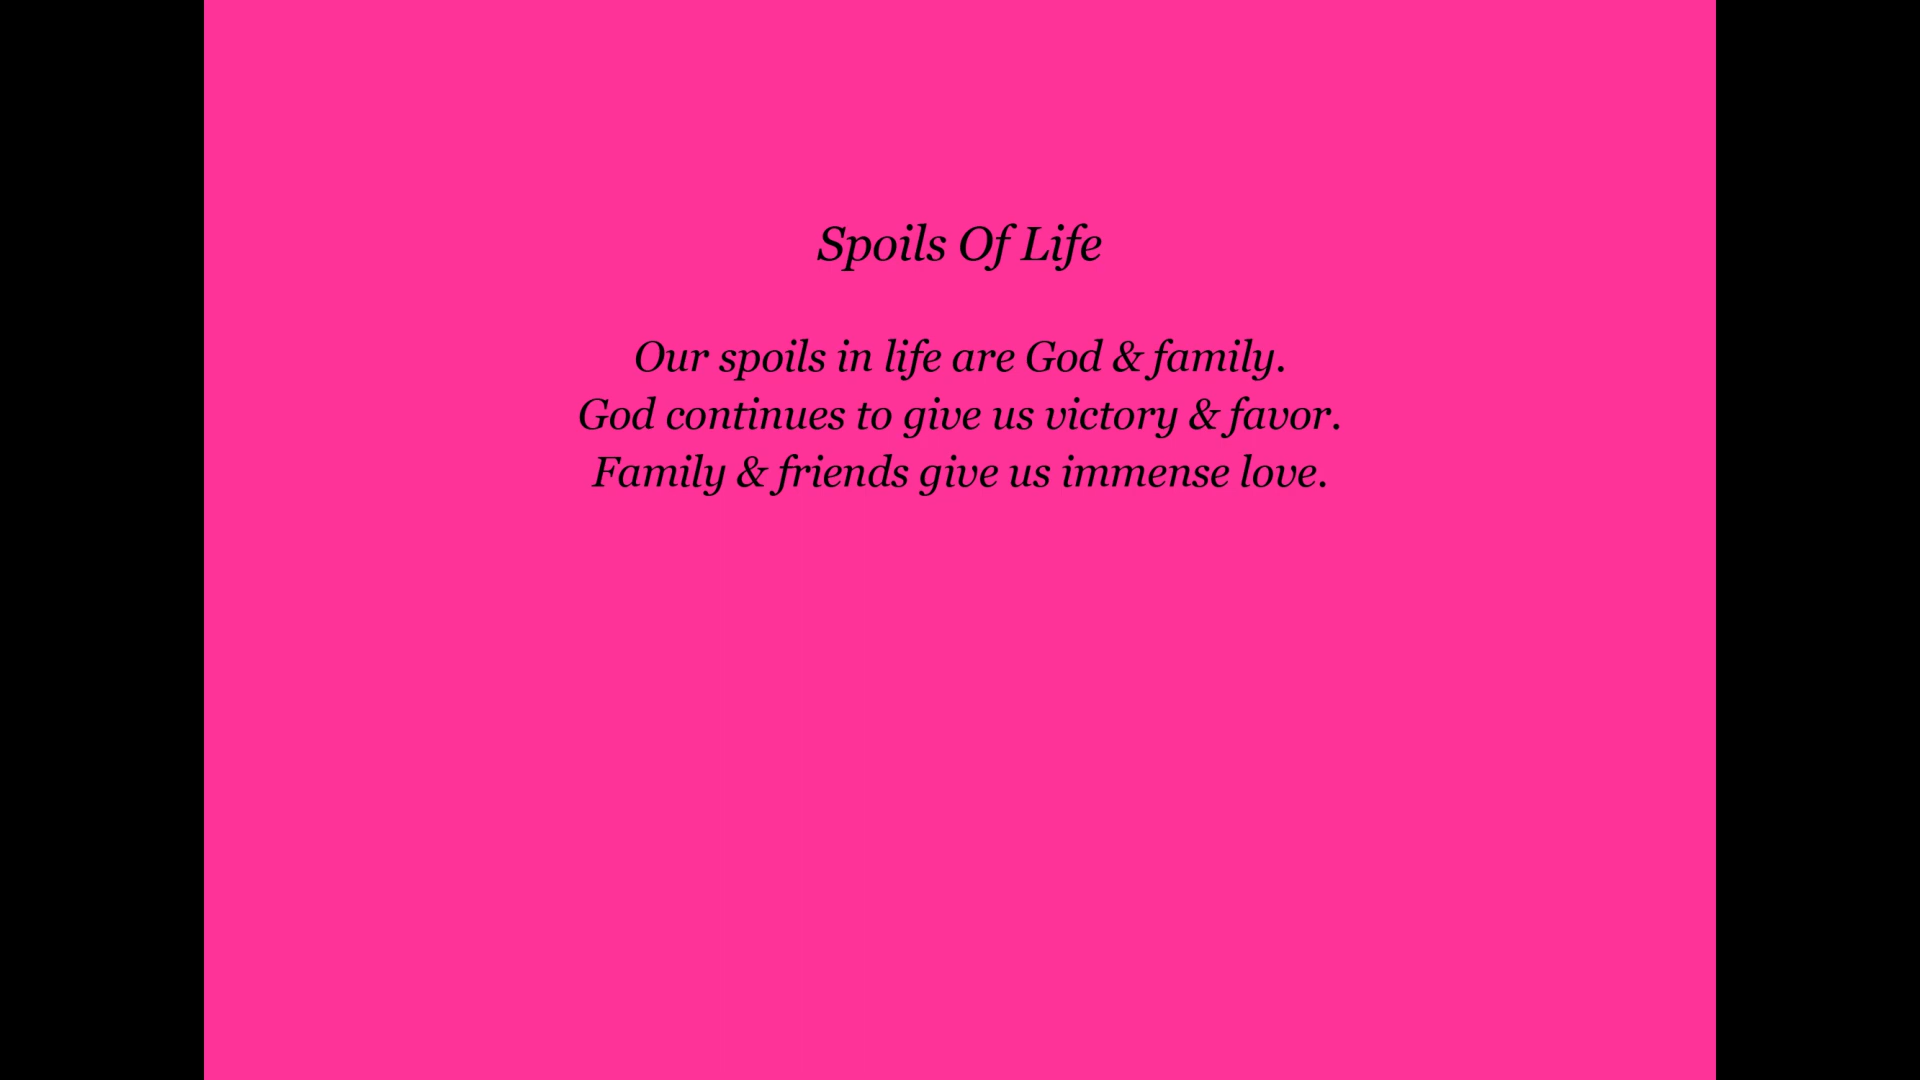 Spoils Of Life
Our spoils in life are God & family.
God continues to give us victory & favor.
Family & friends give us immense love.